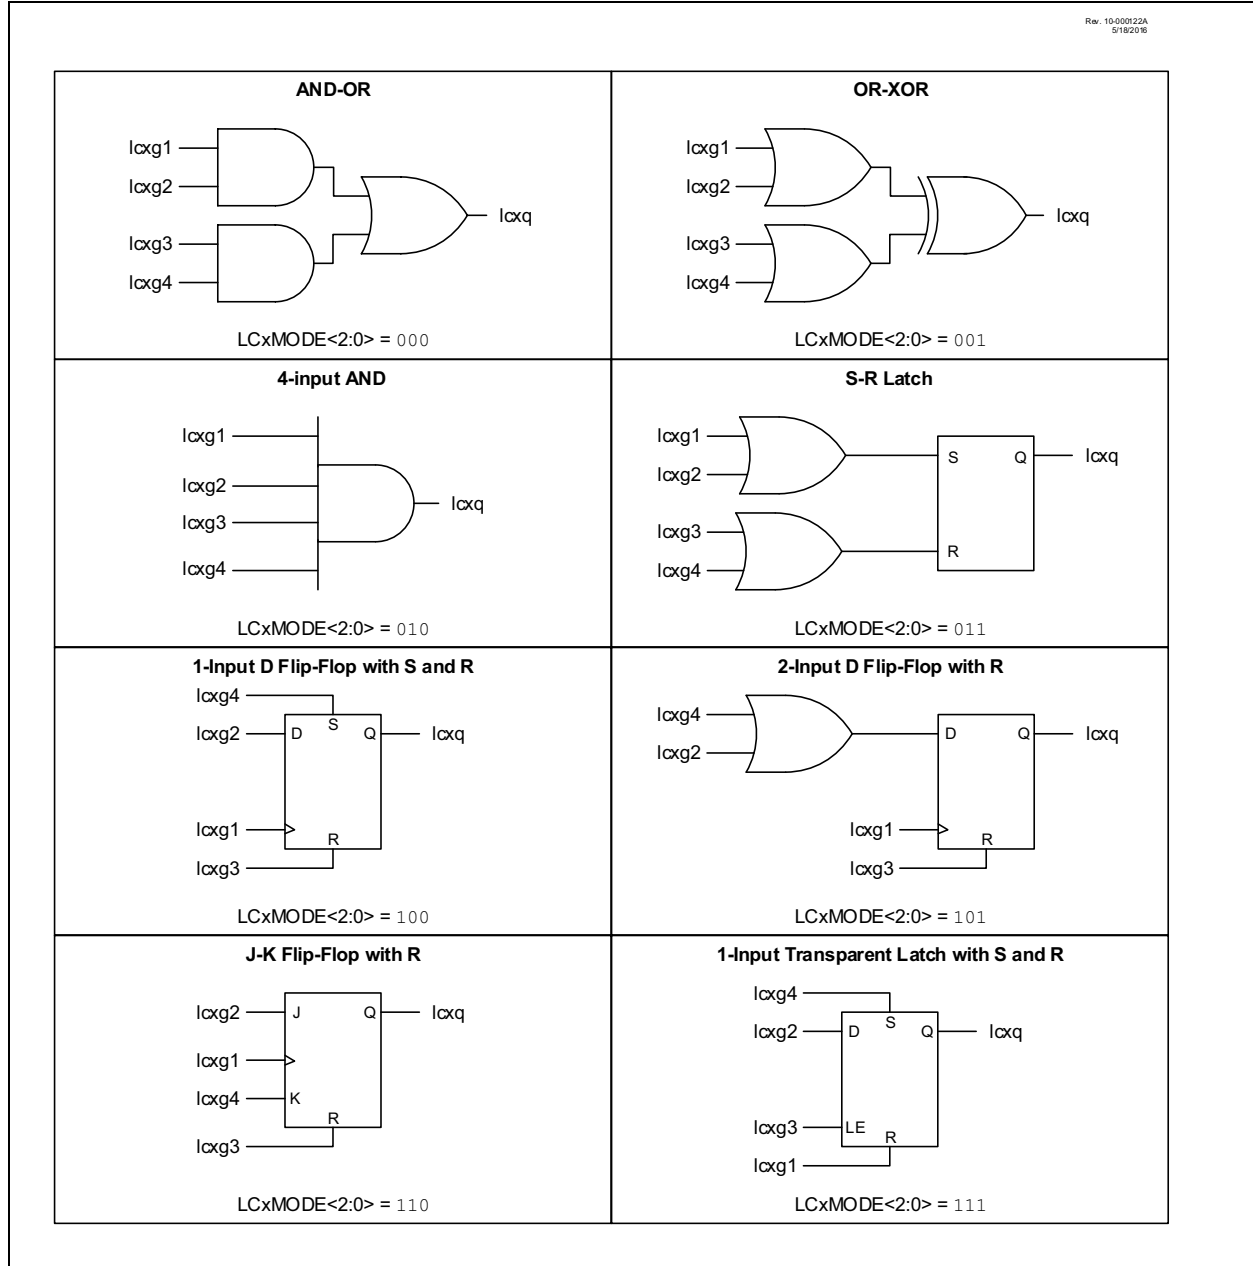 Rev. 10-000122A
5/18/2016
AND-OR
lcxg1
lcxg2
lcxg3
lcxg4
lcxq
LCxMODE<2:0> = 000
OR-XOR
lcxg1
lcxg2
lcxg3
lcxg4
lcxq
LCxMODE<2:0> = 001
4-input AND
lcxg1
lcxg2
lcxg3
lcxg4
lcxq
LCxMODE<2:0> = 010
S-R Latch
lcxg1
lcxg2
lcxg3
lcxg4
S
Q
lcxq
R
LCxMODE<2:0> = 011
1-Input D Flip-Flop with S and R
lcxg4
lcxg2
D
S
Q
lcxq
lcxg1
R
lcxg3
LCxMODE<2:0> = 100
2-Input D Flip-Flop with R
lcxg4
lcxg2
D
Q
lcxq
lcxg1
R
lcxg3
LCxMODE<2:0> = 101
J-K Flip-Flop with R
lcxg2
J
Q
lcxq
lcxg1
lcxg4
K
R
lcxg3
LCxMODE<2:0> = 110
1-Input Transparent Latch with S and R
lcxg4
lcxg2
D
S
Q
lcxq
lcxg3
LE
R
lcxg1
LCxMODE<2:0> = 111